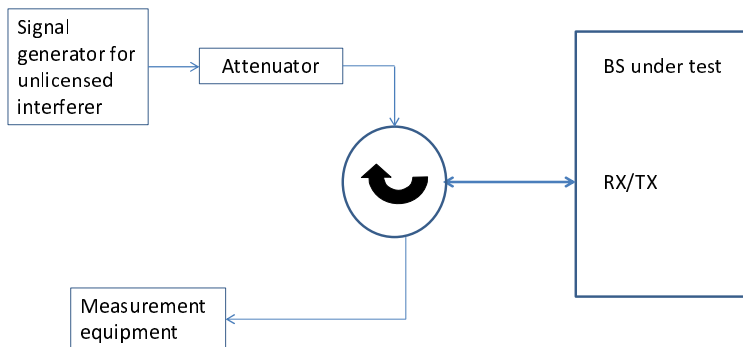 Signal
generator for
unlicensed
interferer
Attenuator
BS under test
RX/TX
Measurement
equipment